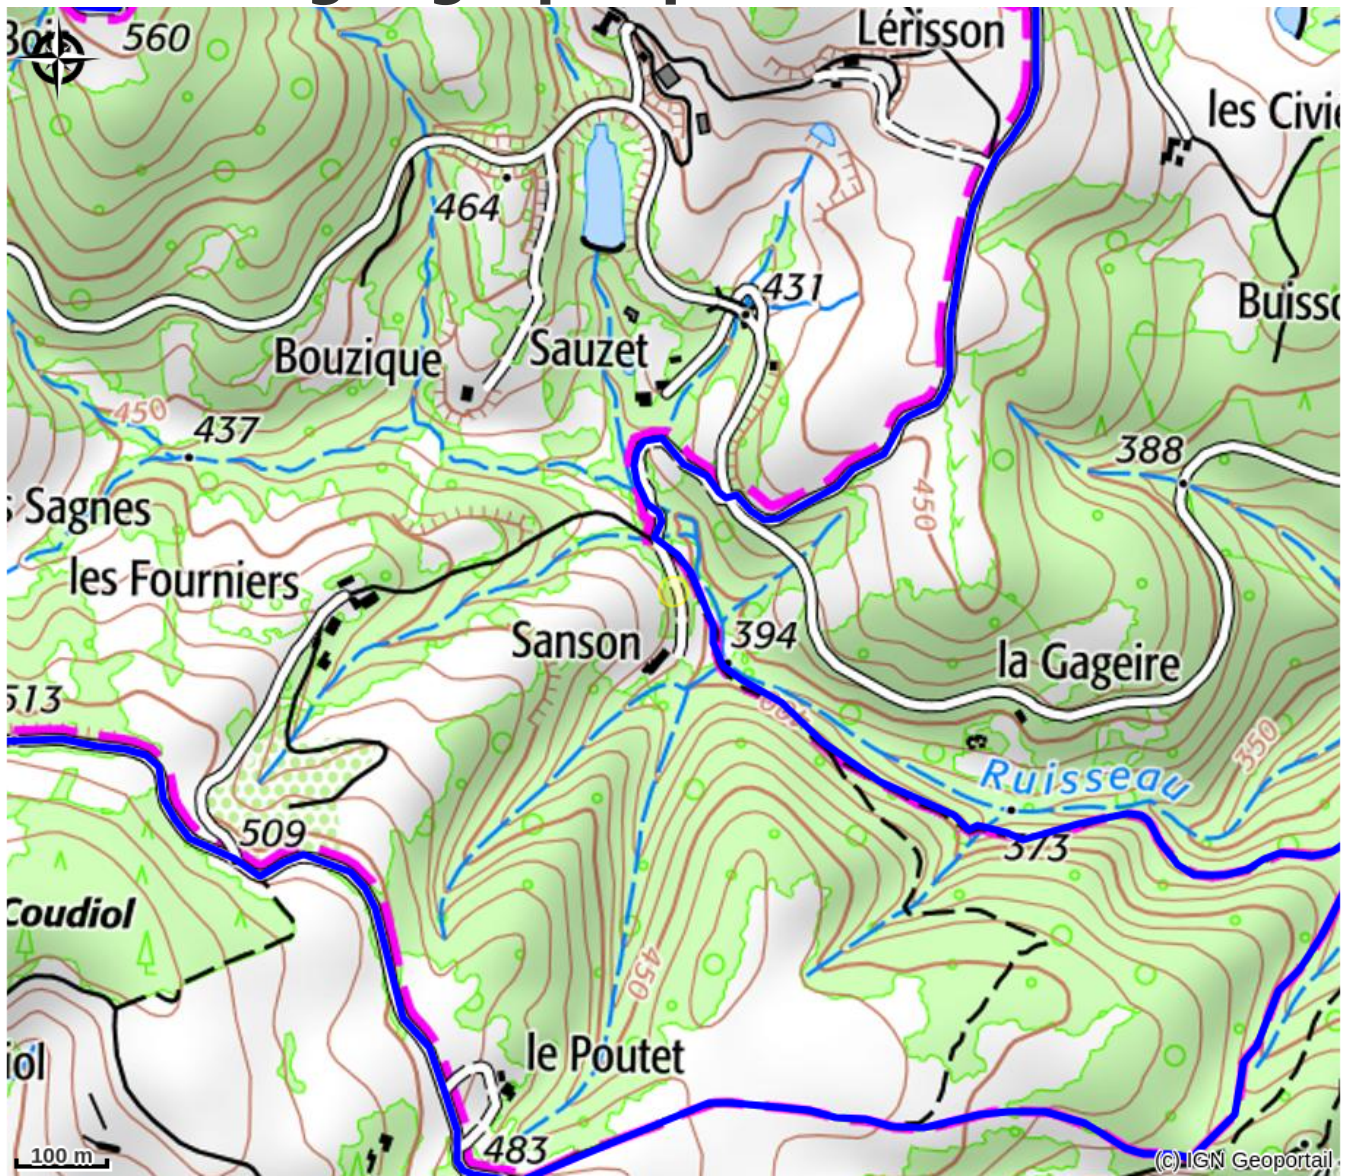 560
Lérisson
les Civi
464
431
Buisso
Sauzet
Bouzique
450
437
388
s Sagnes
450
les Fourniers
Sanson
394
la Gageire
513
350
Ruisseau
509
373
Coudiol
450
le Poutet
iol
483
100 m
(c) IGN Geoportail